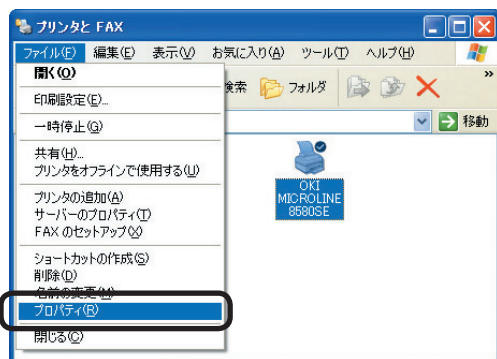 プリンタと FAX
ファイル(F) 編集(E) 表示(V) お気に入り(A) ツール(T) ヘルプ(H)
開く(O)
検索 フォルダ »
印刷設定(E)...
一時停止(G)
移動
共有(H)...
プリンタをオフラインで使用する(U)
プリンタの追加(A)
サーバーのプロパティ(T)
FAX のセットアップ(X)
OKI
MICROLINE
8580SE
ショートカットの作成(S)
削除(D)
名前の変更(M)
プロパティ(R)
閉じる(C)